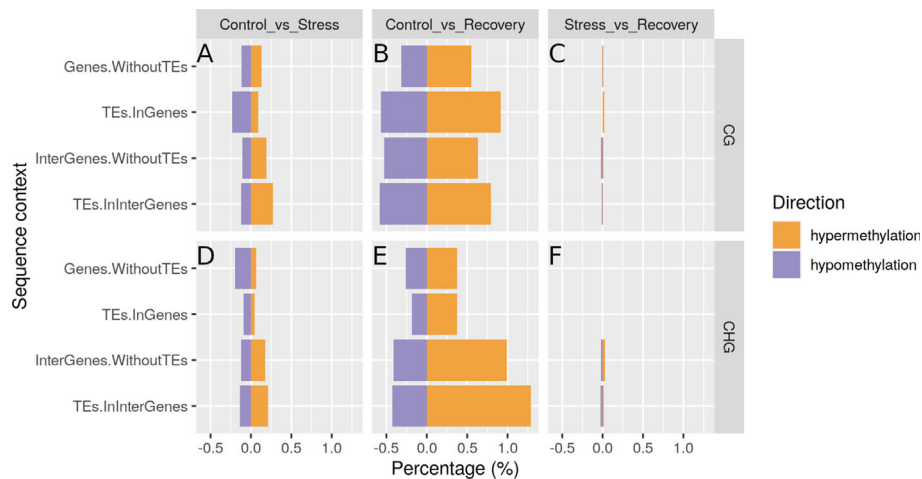 Control_vs_Stress
Control_vs_Recovery
Stress_vs_Recovery
A
B
C
Genes.WithoutTEs
TEs.InGenes
InterGenes.WithoutTEs
TEs.InInterGenes
CG
D
E
F
Genes.WithoutTEs
TEs.InGenes
InterGenes.WithoutTEs
TEs.InInterGenes
CHG
Sequence context
-0.5 0.0 0.5 1.0
-0.5 0.0 0.5 1.0
-0.5 0.0 0.5 1.0
Percentage (%)
Direction
hypermethylation
hypomethylation